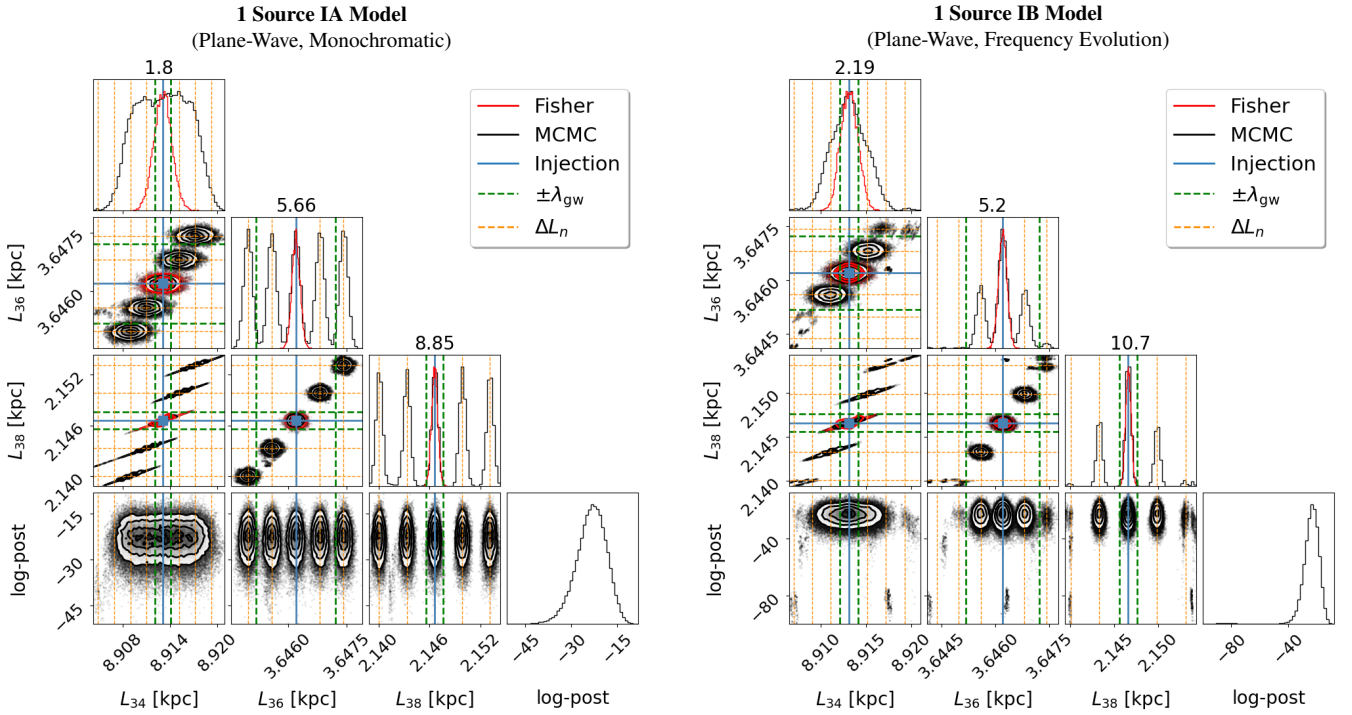 1 Source IA Model
(Plane-Wave, Monochromatic)
1.8
Fisher
MCMC
Injection
±λgw
ΔLn
5.66
8.85
L36 [kpc]
3.6475
3.6460
L38 [kpc]
2.152
2.146
2.140
log-post
−15
−30
−45
8.908
8.914
8.920
3.6460
3.6475
2.140
2.146
2.152
−45
−30
−15
L34 [kpc]
L36 [kpc]
L38 [kpc]
log-post
1 Source IB Model
(Plane-Wave, Frequency Evolution)
2.19
Fisher
MCMC
Injection
±λgw
ΔLn
5.2
10.7
L36 [kpc]
3.6475
3.6460
3.6445
L38 [kpc]
2.150
2.145
2.140
log-post
−40
−80
8.910
8.915
8.920
3.6445
3.6460
3.6475
2.145
2.150
−80
−40
L34 [kpc]
L36 [kpc]
L38 [kpc]
log-post